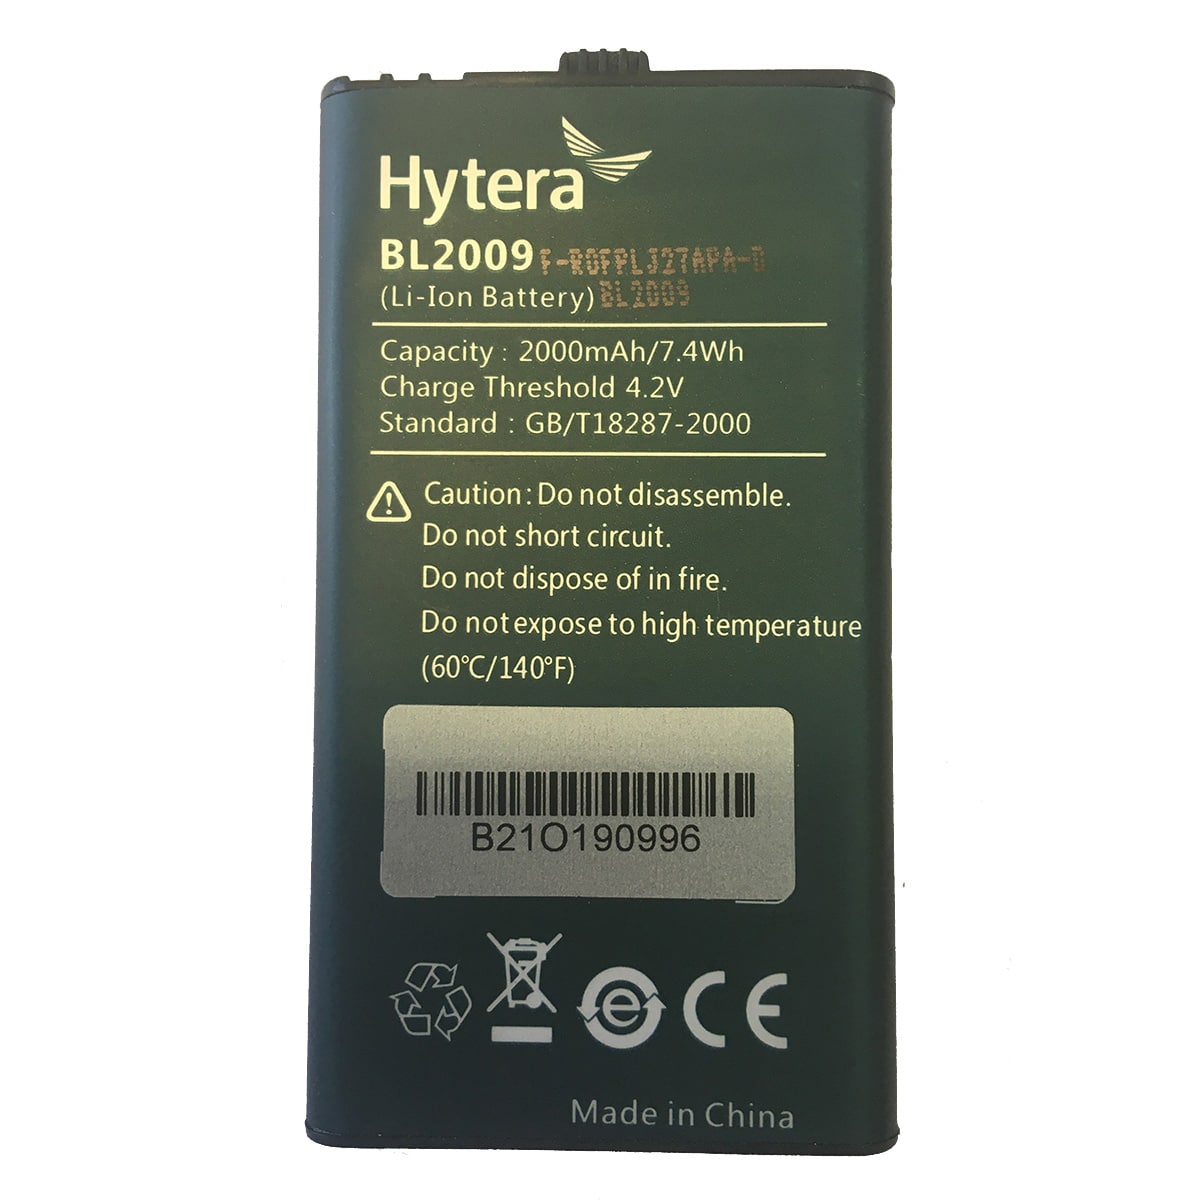 Hytera
BL2009 F-ROFPLJ27APA-0
(Li-Ion Battery) BL2009
Capacity : 2000mAh/7.4Wh
Charge Threshold 4.2V
Standard : GB/T18287-2000
Caution : Do not disassemble.
Do not short circuit.
Do not dispose of in fire.
Do not expose to high temperature
(60℃/140°F)
B21O190996
e CE
Made in China